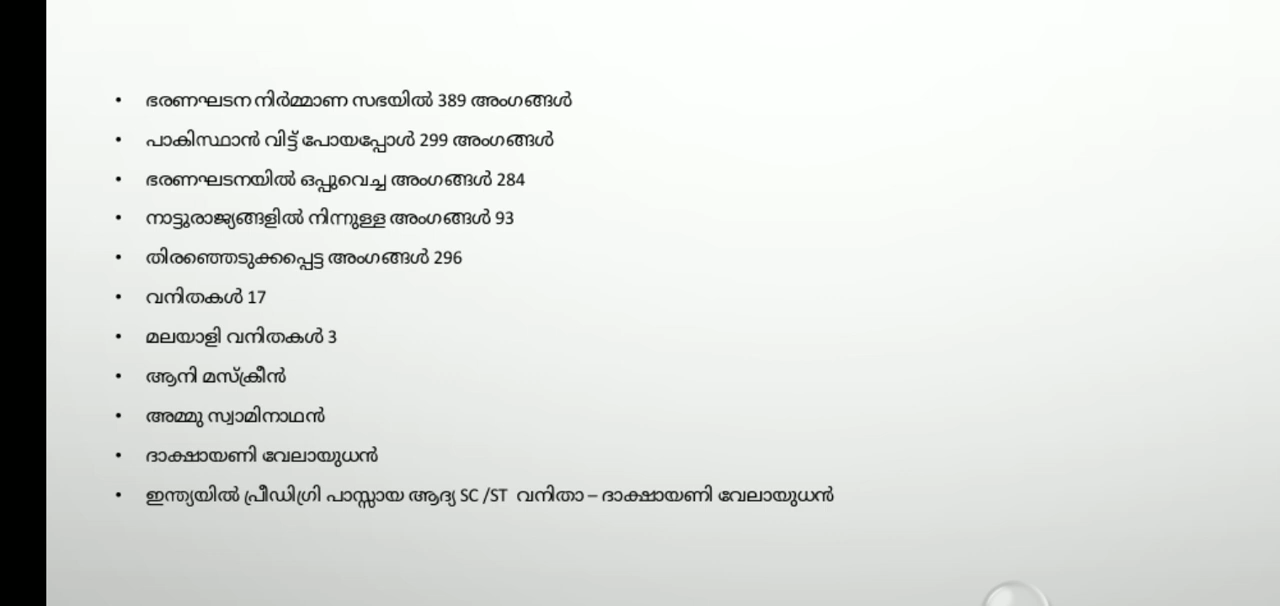 • ഭരണഘടന നിർമ്മാണ സഭയിൽ 389 അംഗങ്ങൾ
• പാകിസ്ഥാൻ വിട്ട് പോയപ്പോൾ 299 അംഗങ്ങൾ
• ഭരണഘടനയിൽ ഒപ്പുവെച്ച അംഗങ്ങൾ 284
• നാട്ടുരാജ്യങ്ങളിൽ നിന്നുള്ള അംഗങ്ങൾ 93
• തിരഞ്ഞെടുക്കപ്പെട്ട അംഗങ്ങൾ 296
• വനിതകൾ 17
• മലയാളി വനിതകൾ 3
• ആനി മസ്ക്രീൻ
• അമ്മു സ്വാമിനാഥൻ
• ദാക്ഷായണി വേലായുധൻ
• ഇന്ത്യയിൽ പ്രീഡിഗ്രി പാസ്സായ ആദ്യ SC /ST വനിതാ – ദാക്ഷായണി വേലായുധൻ